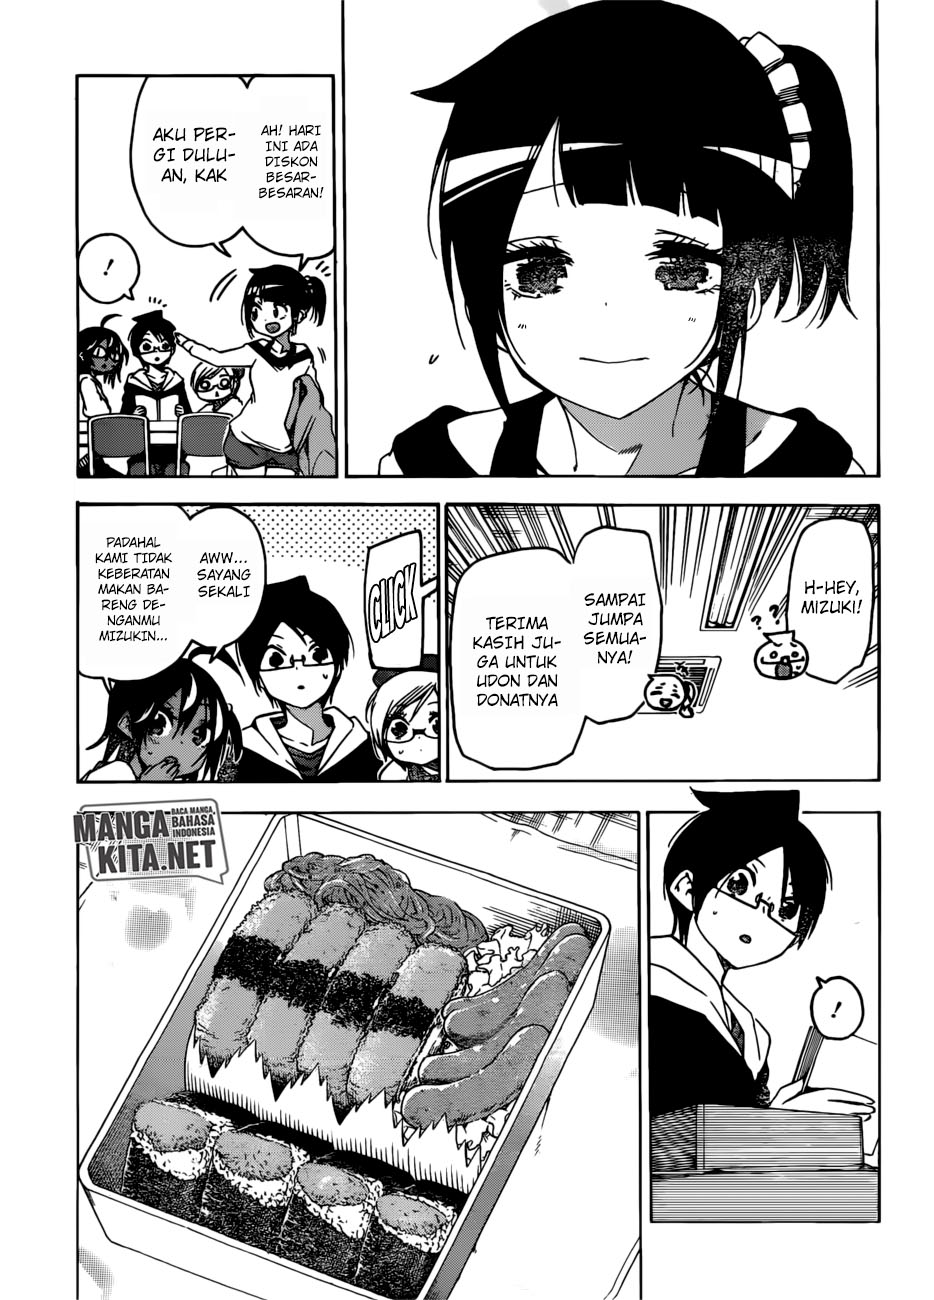 AH! HARI
INI ADA
DISKON
BESAR-
BESARAN!
AKU PER-
GI DULU-
AN, KAK
!
H-HEY,
MIZUKI!
? ?
SAMPAI
JUMPA
SEMUA-
NYA!
TERIMA
KASIH JU-
GA UNTUK
UDON DAN
DONATNYA
CLICK
AWW...
SAYANG
SEKALI
PADAHAL
KAMI TIDAK
KEBERATAN
MAKAN BA-
RENG DE-
NGANMU
MIZUKIN...
!
MANGA
KITA.NET
BACA MANGA
BAHASA
INDONESIA